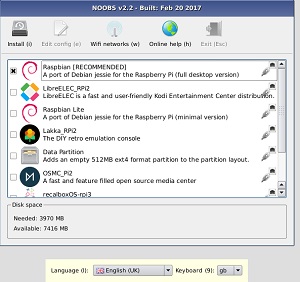 NOOBS v2.2 - Built: Feb 20 2017
Install (i) Edit config (e) Wifi networks (w) Online help (h) Exit (Esc)
Raspbian [RECOMMENDED]
A port of Debian jessie for the Raspberry Pi (full desktop version)
LibreELEC_RPi2
LibreELEC is a fast and user-friendly Kodi Entertainment Center distribution.
Raspbian Lite
A port of Debian jessie for the Raspberry Pi (minimal version)
Lakka_RPi2
The DIY retro emulation console
Data Partition
Adds an empty 512MB ext4 format partition to the partition layout.
OSMC_Pi2
A fast and feature filled open source media center
recalboxOS-rpi3
Disk space
Needed: 3970 MB
Available: 7416 MB
Language (l): English (UK) Keyboard (9): gb